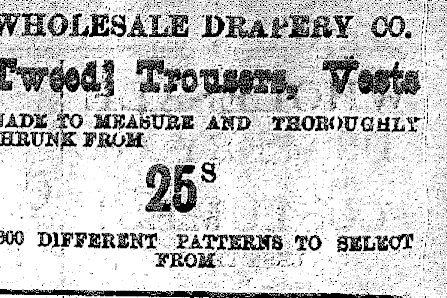 WHOLESALE DRAPERY CO.
Tweed Trousers, Vests
MADE TO MEASURE AND THOROUGHLY
SHRUNK FROM
25s
300 DIFFERENT PATTERNS TO SELECT
FROM